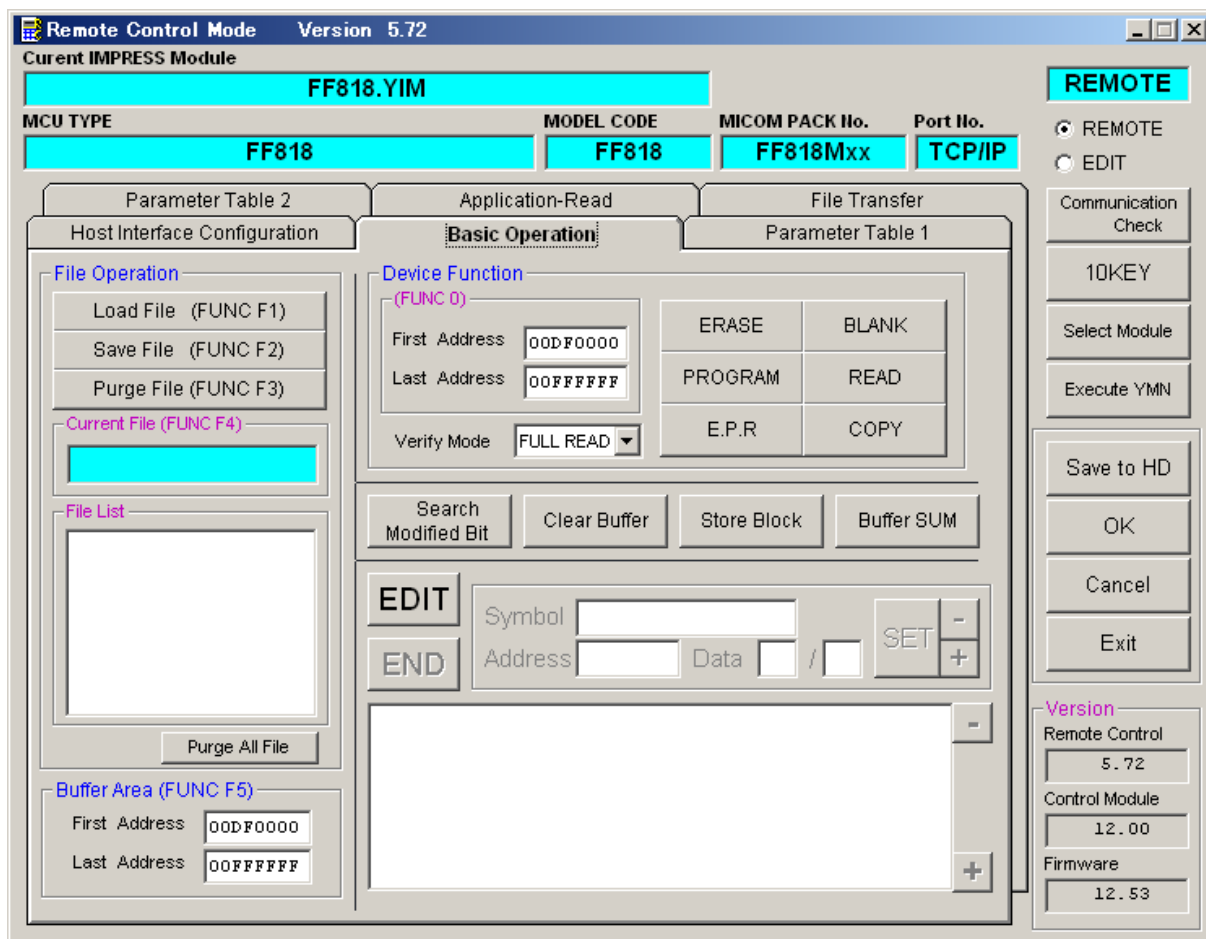 Remote Control Mode Version 5.72
Curent IMPRESS Module
FF818.YIM
REMOTE
MCU TYPE MODEL CODE MICOM PACK No. Port No.
FF818 FF818 FF818Mxx TCP/IP
REMOTE
EDIT
Parameter Table 2 Application-Read File Transfer
Host Interface Configuration Basic Operation Parameter Table 1
File Operation
Load File (FUNC F1)
Save File (FUNC F2)
Purge File (FUNC F3)
Current File (FUNC F4)
File List
Purge All File
Buffer Area (FUNC F5)
First Address 00DF0000
Last Address 00FFFFFF
Device Function
(FUNC 0)
First Address 00DF0000
Last Address 00FFFFFF
Verify Mode FULL READ
ERASE BLANK
PROGRAM READ
E.P.R COPY
Search
Modified Bit
Clear Buffer
Store Block
Buffer SUM
EDIT
END
Symbol
Address Data /
SET
-
+
-
+
Communication
Check
10KEY
Select Module
Execute YMN
Save to HD
OK
Cancel
Exit
Version
Remote Control
5.72
Control Module
12.00
Firmware
12.53